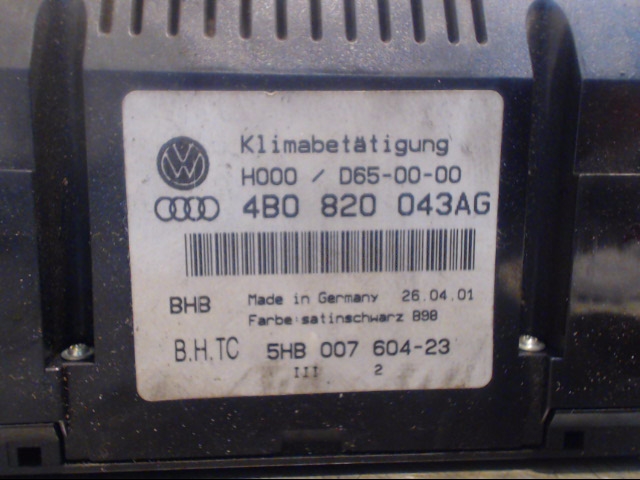 Klimabetätigung
H000 / D65-00-00
4B0 820 043AG
BHB Made in Germany 26.04.01
Farbe:satinschwarz B98
B.H.TC 5HB 007 604-23
III 2